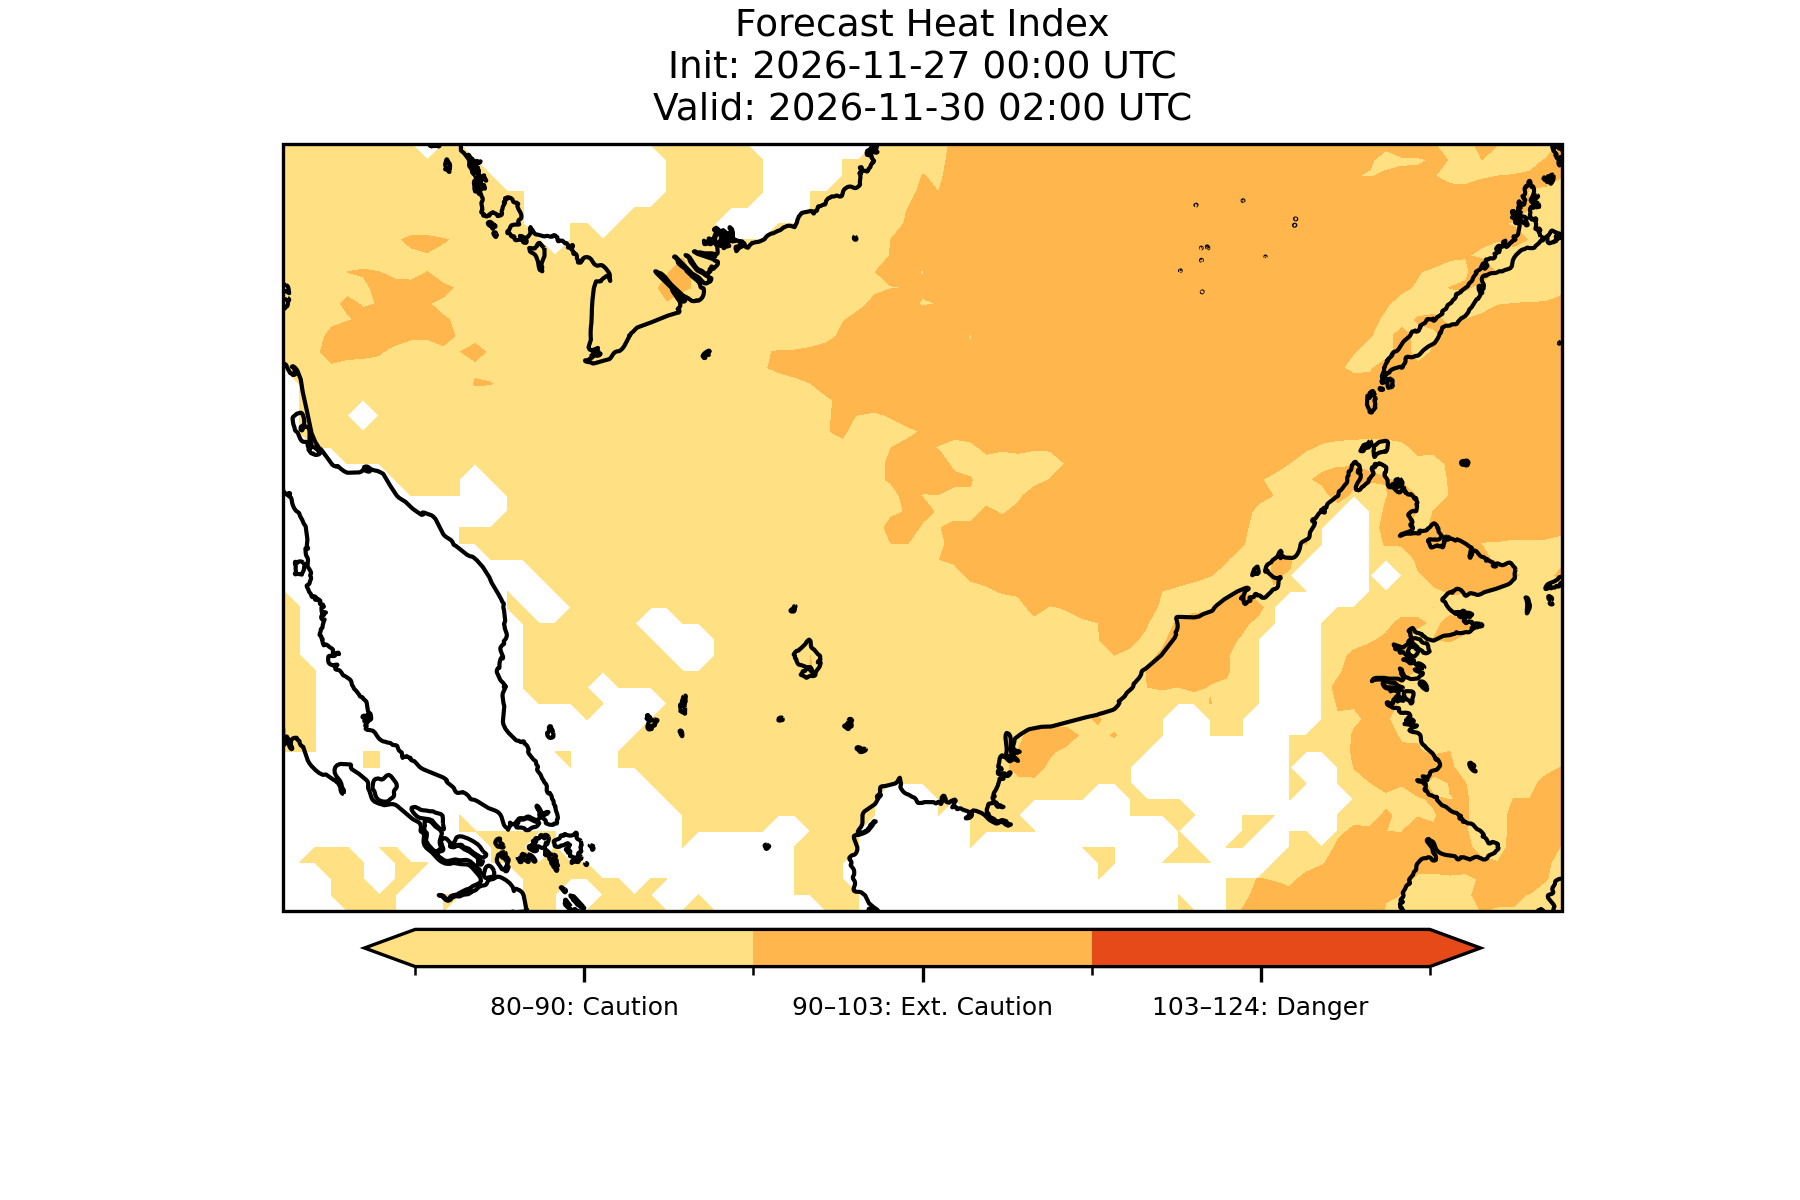 Forecast Heat Index
Init: 2026-11-27 00:00 UTC
Valid: 2026-11-30 02:00 UTC
80–90: Caution
90–103: Ext. Caution
103–124: Danger